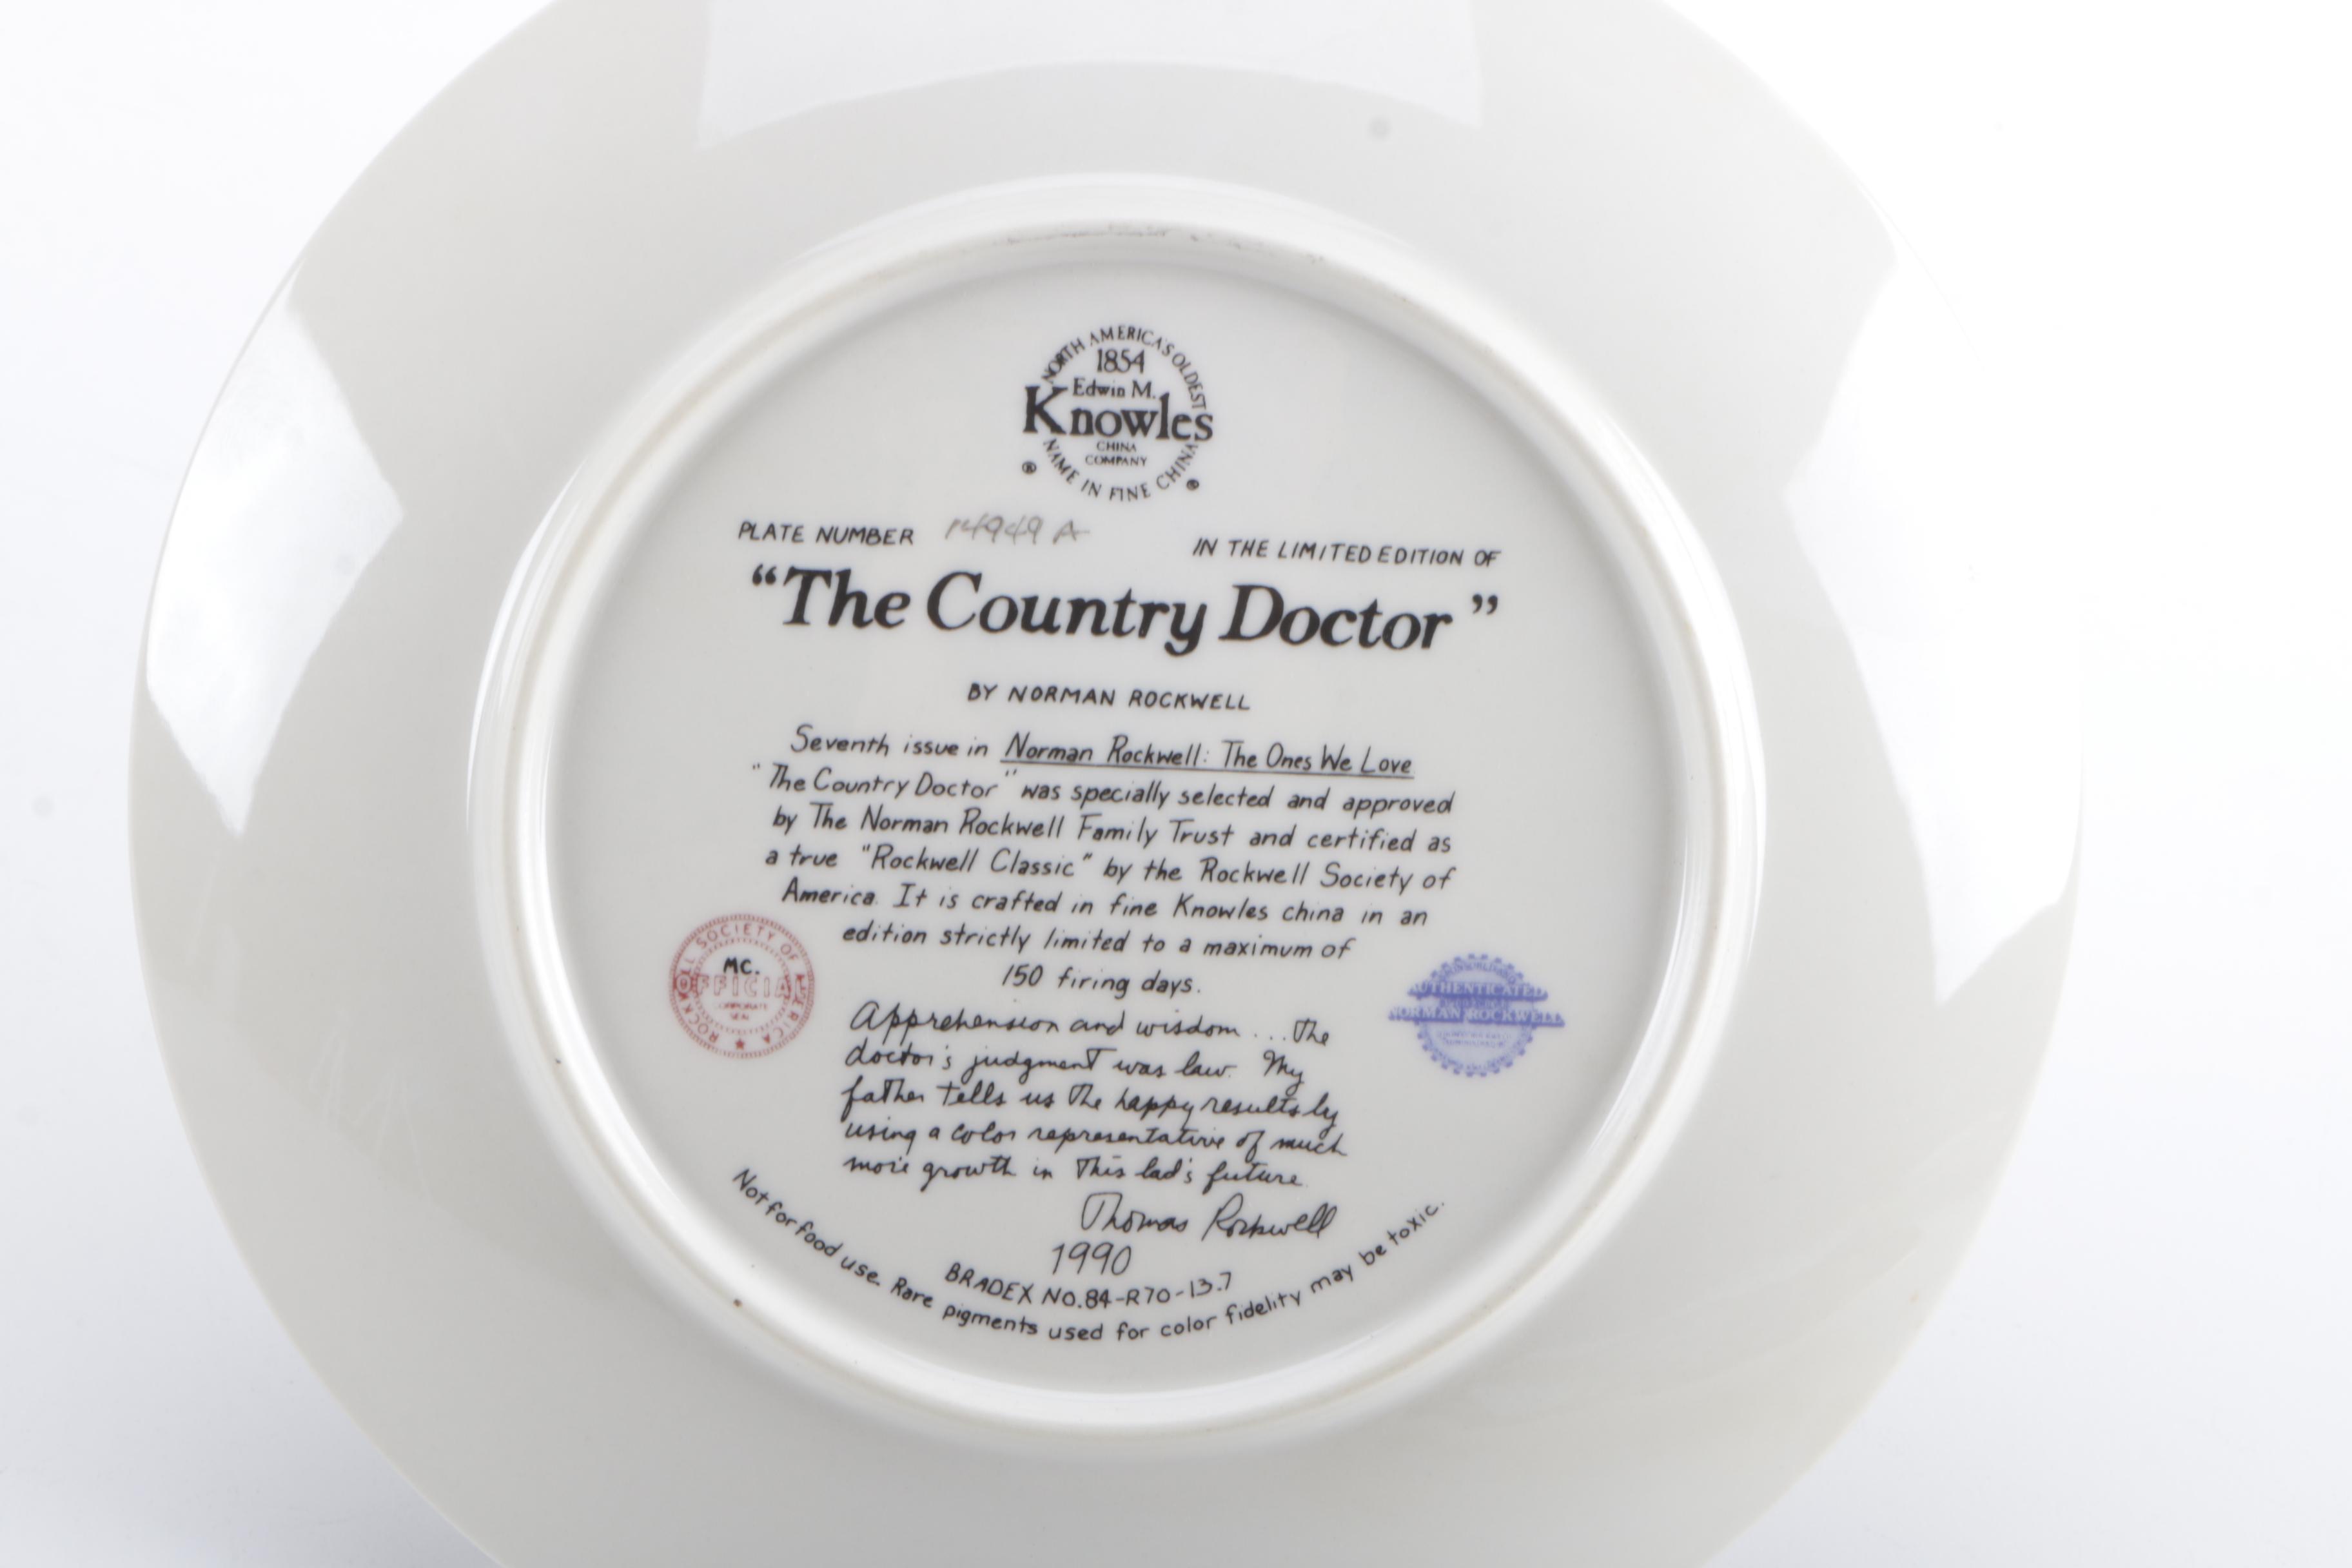 NORTH AMERICA'S OLDEST
1854
Edwin M.
Knowles
CHINA
COMPANY
NAME IN FINE CHINA
® ®
PLATE NUMBER 14949 A IN THE LIMITED EDITION OF
“The Country Doctor”
BY NORMAN ROCKWELL
Seventh issue in Norman Rockwell: The Ones We Love
"The Country Doctor" was specially selected and approved
by The Norman Rockwell Family Trust and certified as
a true "Rockwell Classic" by the Rockwell Society of
America. It is crafted in fine Knowles china in an
edition strictly limited to a maximum of
150 firing days.
ROCKWELL SOCIETY OF AMERICA
MC.
OFFICIAL
CORPORATE
SEAL
AUTHENTICATED
NORMAN ROCKWELL
Apprehension and wisdom... The
doctor's judgment was law. My
father tells us the happy results by
using a color representative of much
more growth in this lad's future.
Thomas Rockwell
1990
BRADEX NO.84-R70-13.7
Not for food use. Rare pigments used for color fidelity may be toxic.